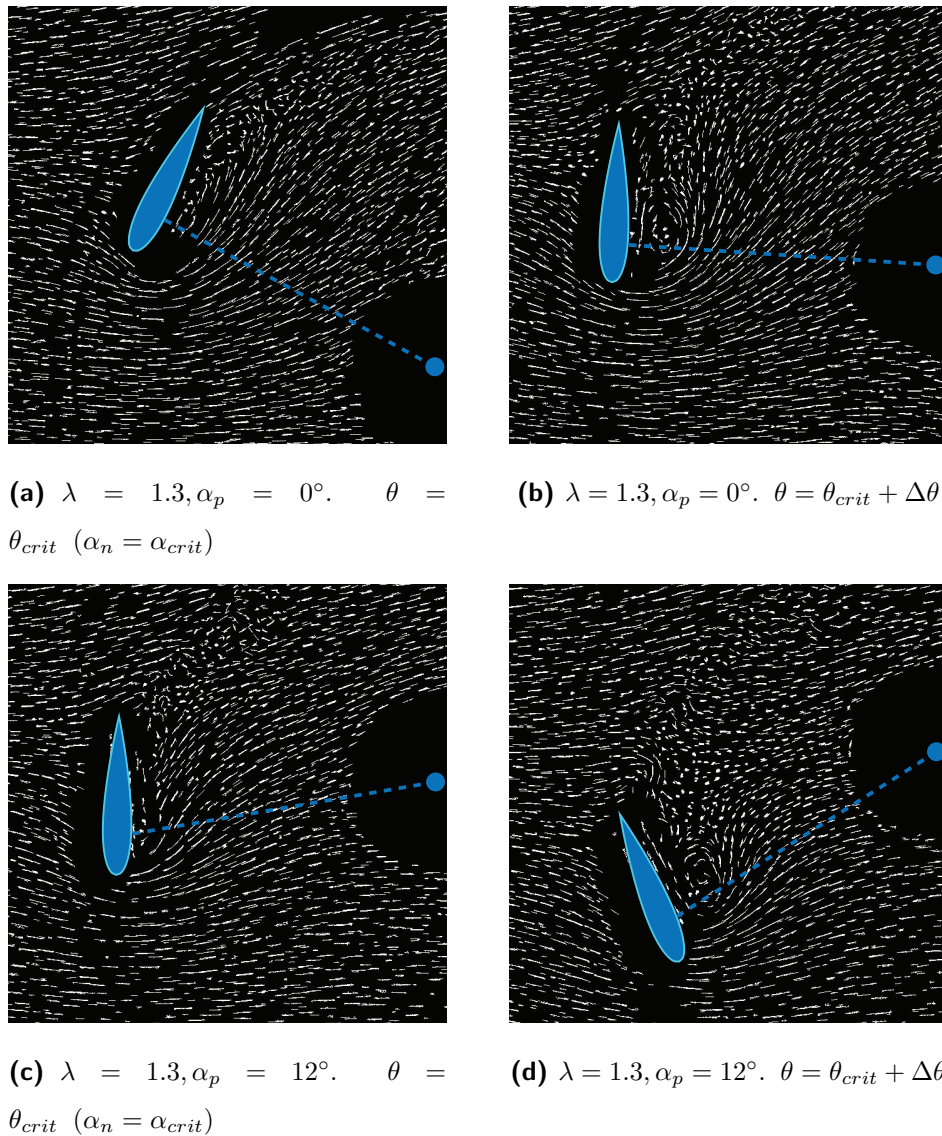 (a) λ = 1.3, α_p = 0°. θ =
θ_crit (α_n = α_crit)
(b) λ = 1.3, α_p = 0°. θ = θ_crit + Δθ
(c) λ = 1.3, α_p = 12°. θ =
θ_crit (α_n = α_crit)
(d) λ = 1.3, α_p = 12°. θ = θ_crit + Δθ